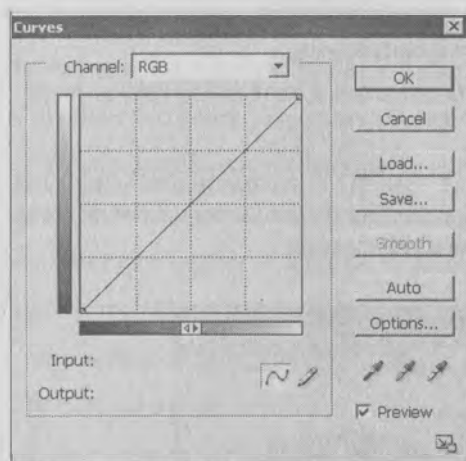 Curves
Channel: RGB
OK
Cancel
Load...
Save...
Smooth
Auto
Options...
Input:
Output:
Preview